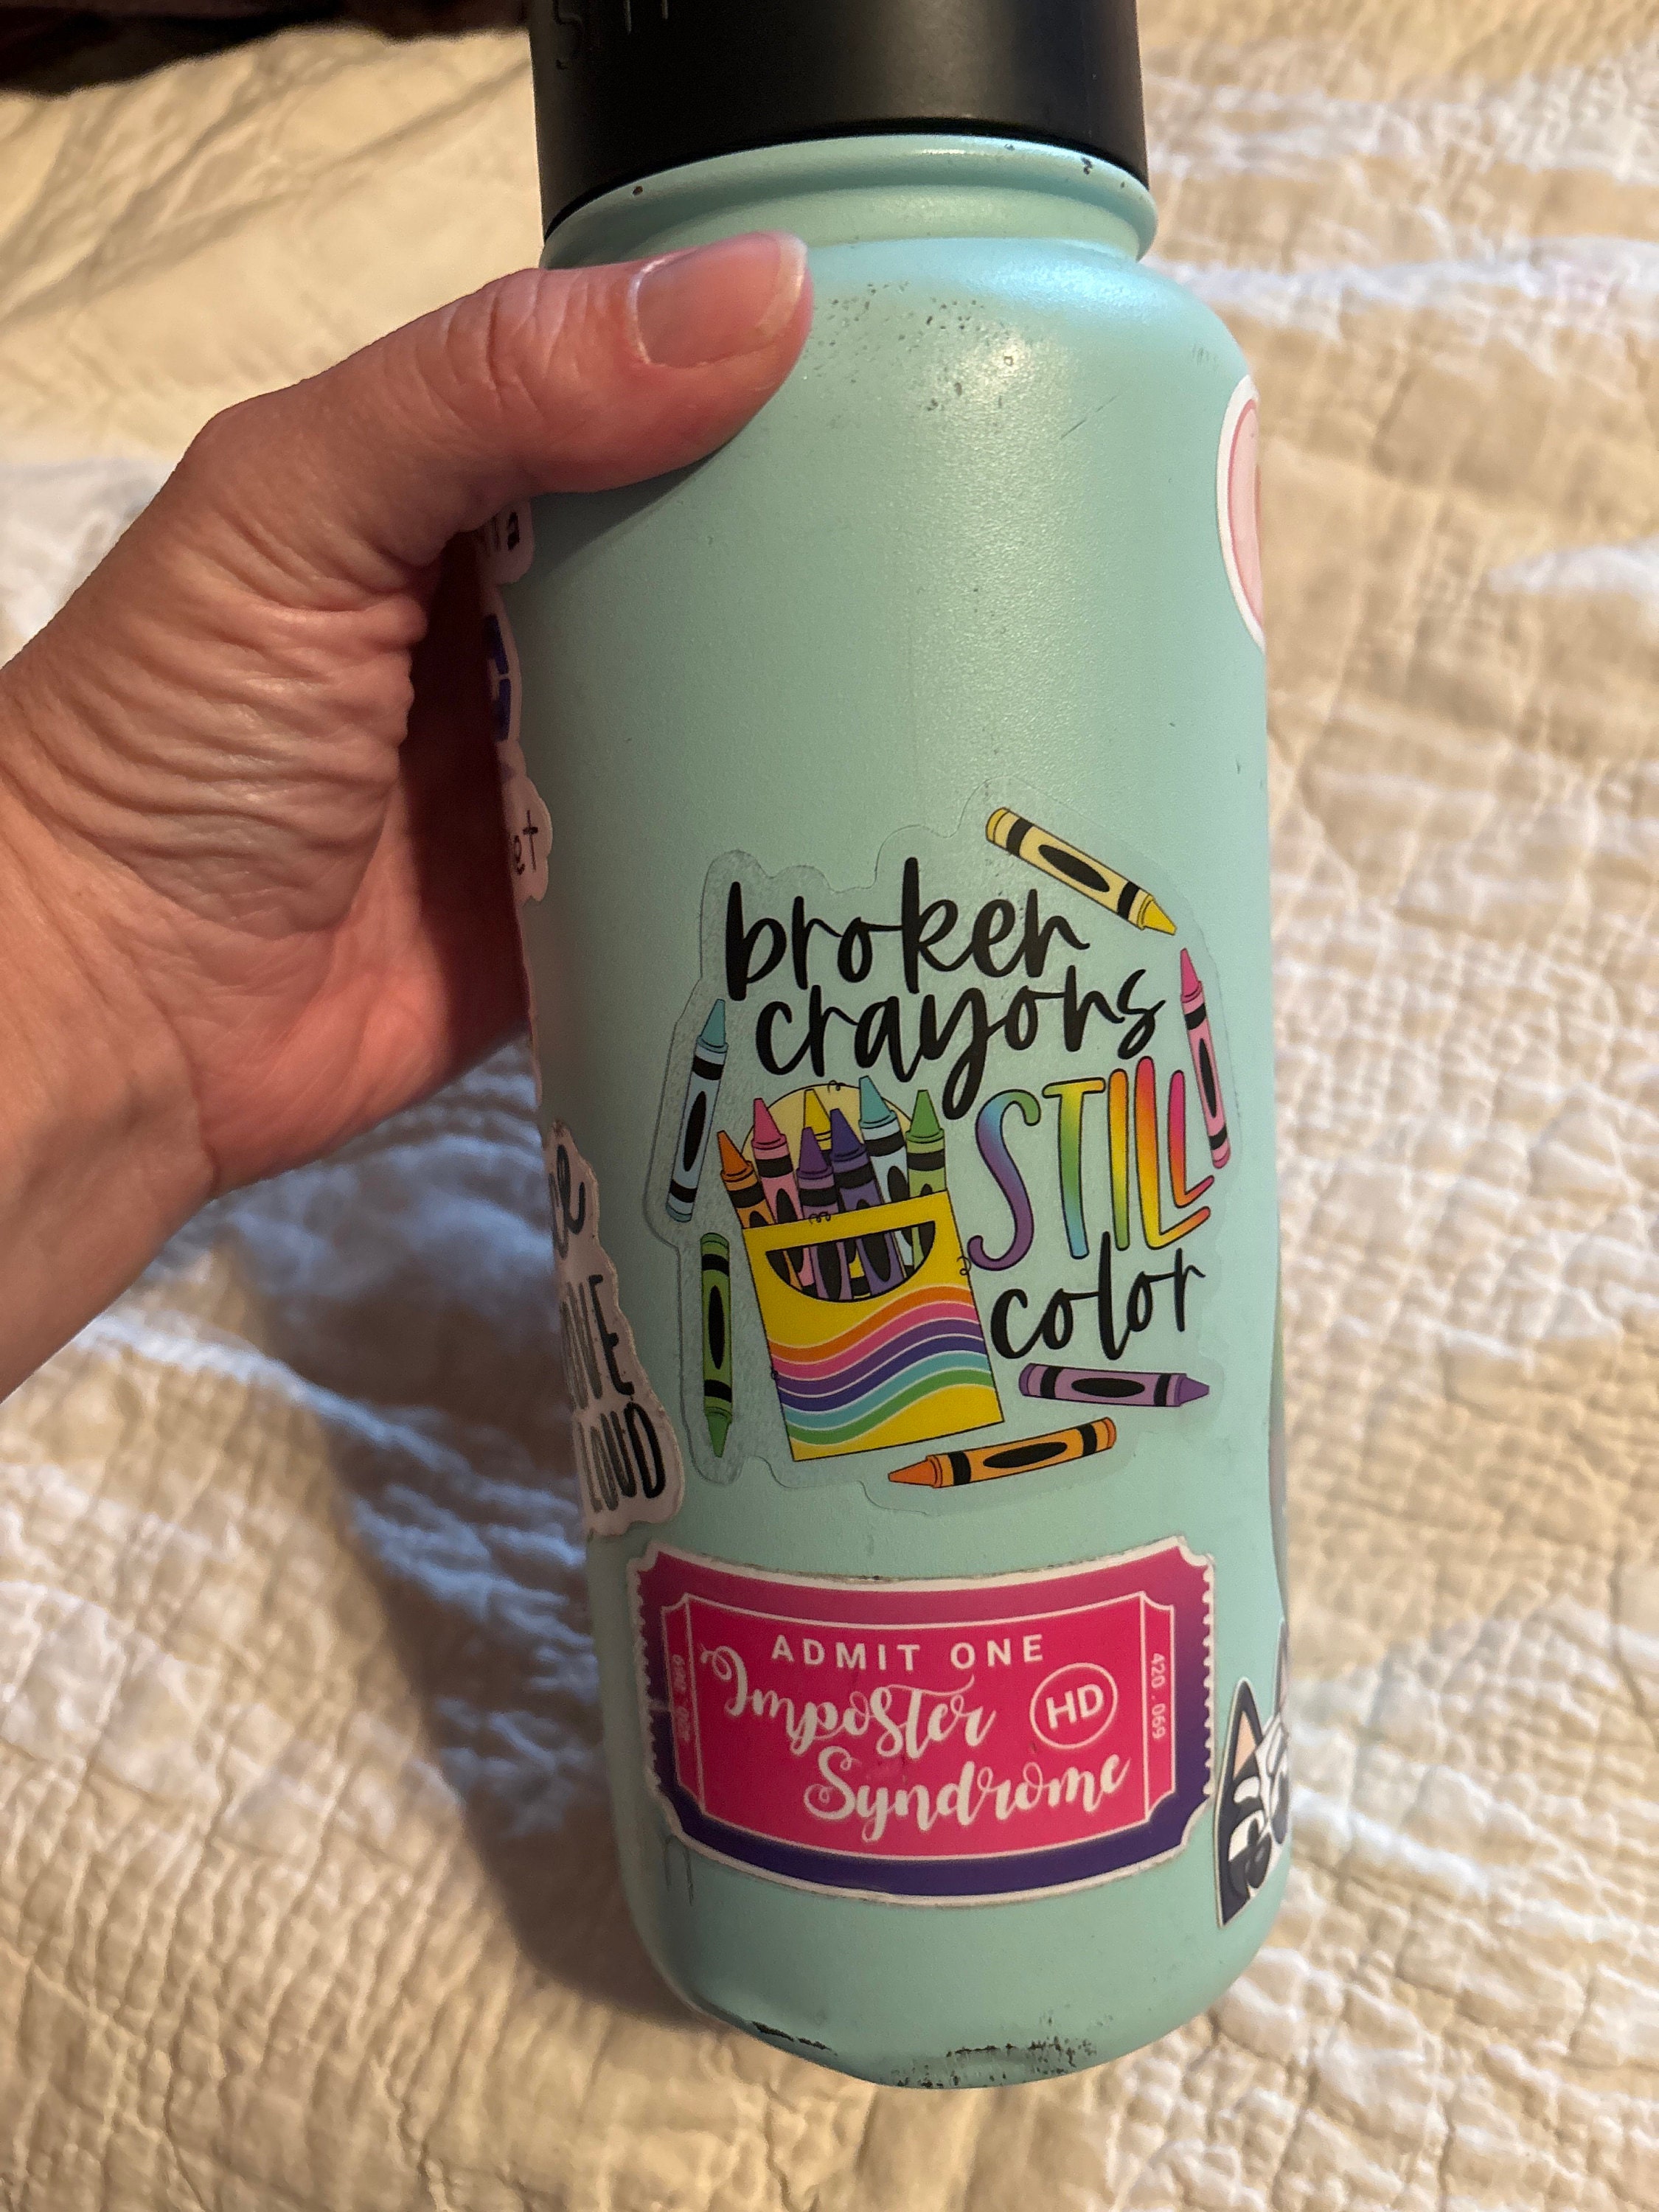 broken
crayons
STILL
color
ADMIT ONE
Imposter
HD
Syndrome
420.069
LOUD